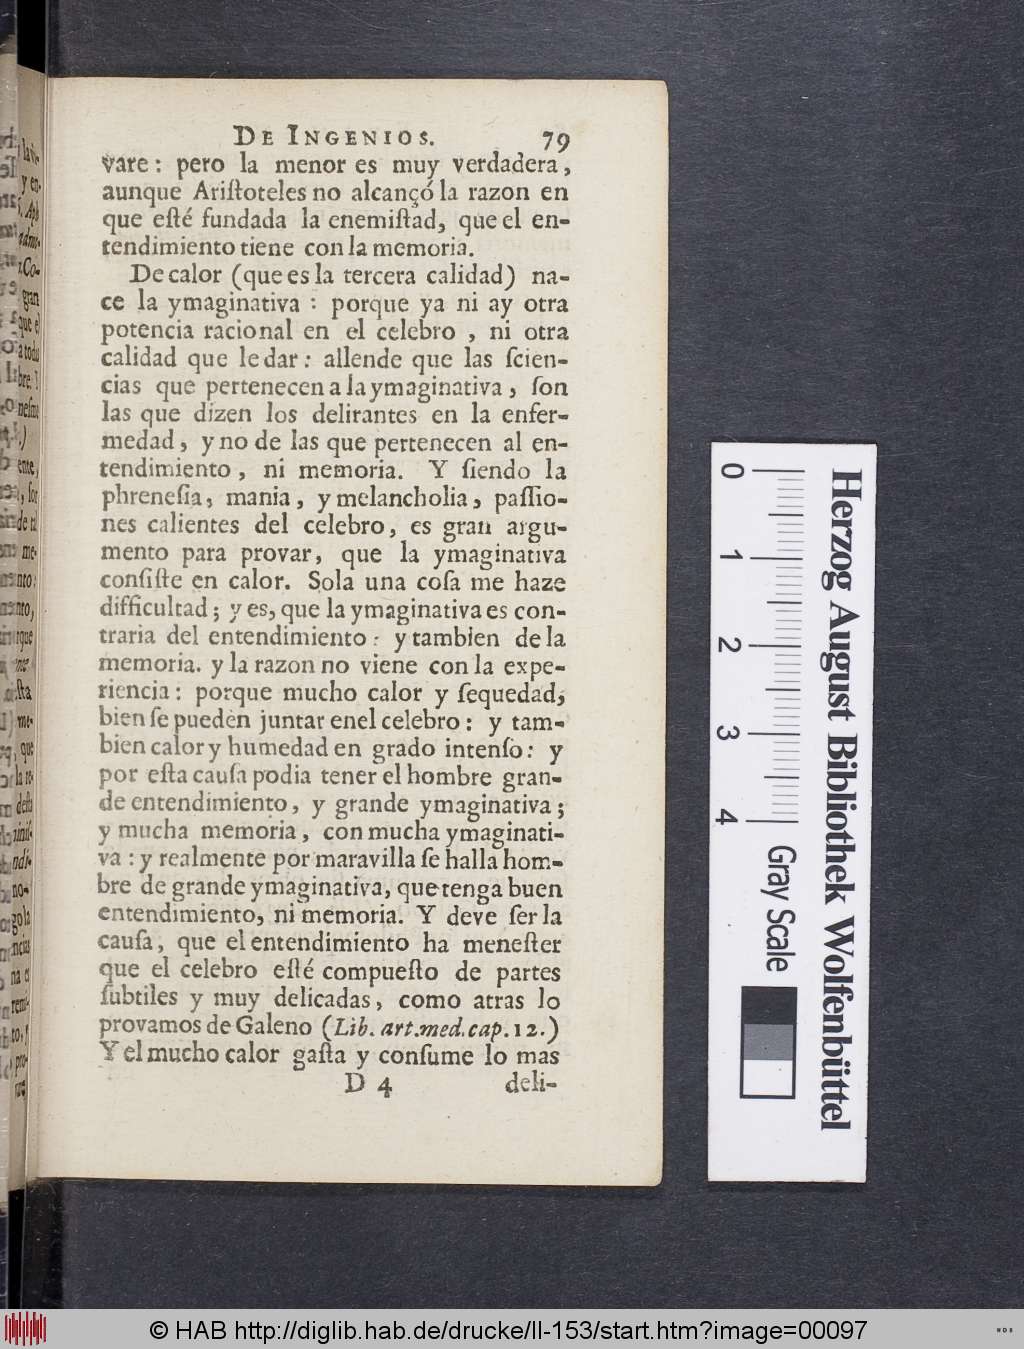 DE INGENIOS. 79
vare: pero la menor es muy verdadera,
aunque Ariſtoteles no alcançó la razon en
que eſté fundada la enemiſtad, que el en-
tendimiento tiene con la memoria.
De calor (que es la tercera calidad) na-
ce la ymaginativa : porque ya ni ay otra
potencia racional en el celebro , ni otra
calidad que le dar : allende que las ſcien-
cias que pertenecen a la ymaginativa , ſon
las que dizen los delirantes en la enfer-
medad, y no de las que pertenecen al en-
tendimiento , ni memoria. Y ſiendo la
phreneſia, mania, y melancholia, paſſio-
nes calientes del celebro, es gran argu-
mento para provar, que la ymaginativa
conſiſte en calor. Sola una coſa me haze
difficultad; y es, que la ymaginativa es con-
traria del entendimiento : y tambien de la
memoria. y la razon no viene con la expe-
riencia: porque mucho calor y ſequedad,
bien ſe pueden juntar enel celebro: y tam-
bien calor y humedad en grado intenſo: y
por eſta cauſa podia tener el hombre gran-
de entendimiento, y grande ymaginativa;
y mucha memoria, con mucha ymaginati-
va : y realmente por maravilla ſe halla hom-
bre de grande ymaginativa, que tenga buen
entendimiento, ni memoria. Y deve ſer la
cauſa, que el entendimiento ha meneſter
que el celebro eſté compueſto de partes
ſubtiles y muy delicadas, como atras lo
provamos de Galeno (Lib. art.med.cap.12.)
Y el mucho calor gaſta y conſume lo mas
D 4 deli-
0 1 2 3 4
Gray Scale
Herzog August Bibliothek Wolfenbüttel
© HAB http://diglib.hab.de/drucke/ll-153/start.htm?image=00097